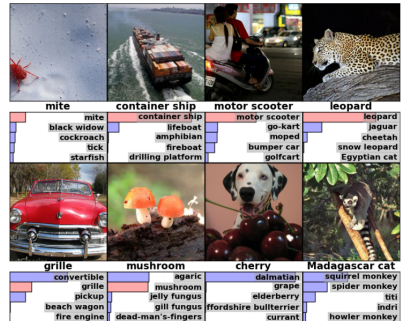 mite
container ship
motor scooter
leopard
mite
black widow
cockroach
tick
starfish
container ship
lifeboat
amphibian
fireboat
drilling platform
motor scooter
go-kart
moped
bumper car
golfcart
leopard
jaguar
cheetah
snow leopard
Egyptian cat
grille
mushroom
cherry
Madagascar cat
convertible
grille
pickup
beach wagon
fire engine
agaric
mushroom
jelly fungus
gill fungus
dead-man's-fingers
dalmatian
grape
elderberry
ffordshire bullterrier
currant
squirrel monkey
spider monkey
titi
indri
howler monkey